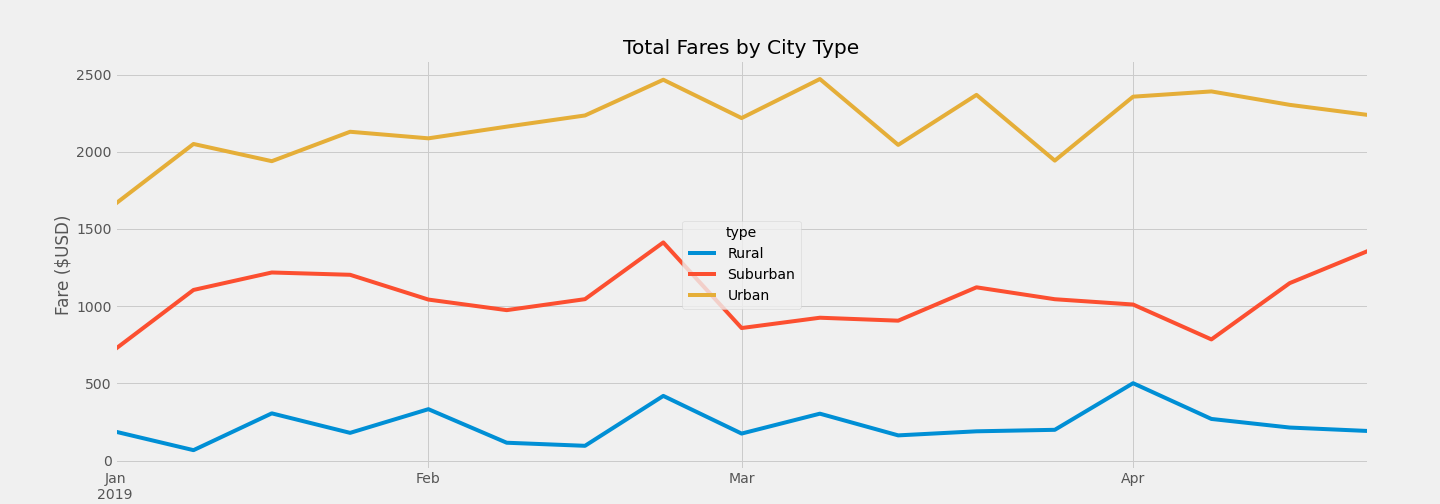 Total Fares by City Type
Fare ($USD)
2500
2000
1500
1000
500
0
type
Rural
Suburban
Urban
Jan Feb Mar Apr
2019